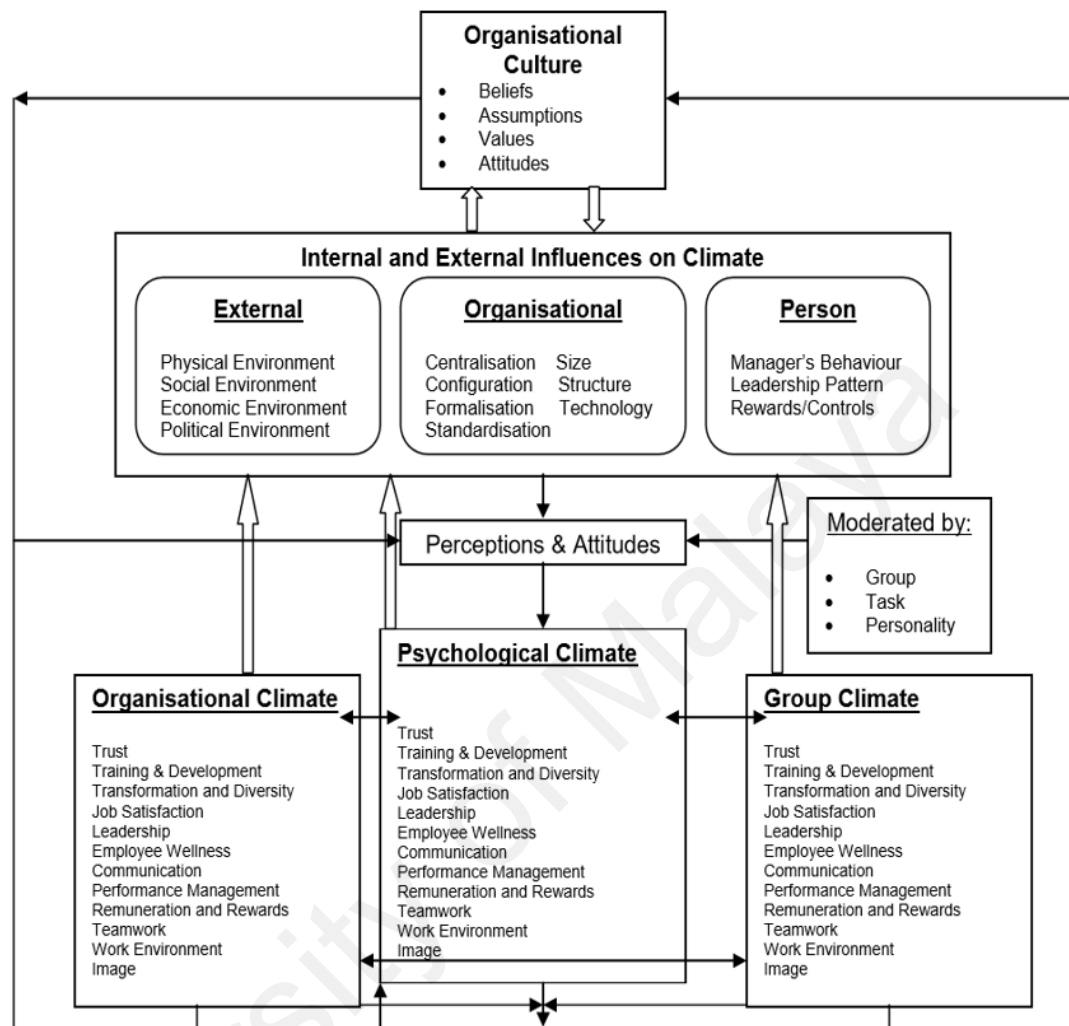 Organisational
Culture
• Beliefs
• Assumptions
• Values
• Attitudes
Internal and External Influences on Climate
External
Physical Environment
Social Environment
Economic Environment
Political Environment
Organisational
Centralisation Size
Configuration Structure
Formalisation Technology
Standardisation
Person
Manager's Behaviour
Leadership Pattern
Rewards/Controls
Perceptions & Attitudes
Moderated by:
• Group
• Task
• Personality
Organisational Climate
Trust
Training & Development
Transformation and Diversity
Job Satisfaction
Leadership
Employee Wellness
Communication
Performance Management
Remuneration and Rewards
Teamwork
Work Environment
Image
Psychological Climate
Trust
Training & Development
Transformation and Diversity
Job Satisfaction
Leadership
Employee Wellness
Communication
Performance Management
Remuneration and Rewards
Teamwork
Work Environment
Image
Group Climate
Trust
Training & Development
Transformation and Diversity
Job Satisfaction
Leadership
Employee Wellness
Communication
Performance Management
Remuneration and Rewards
Teamwork
Work Environment
Image
sity of Malaya